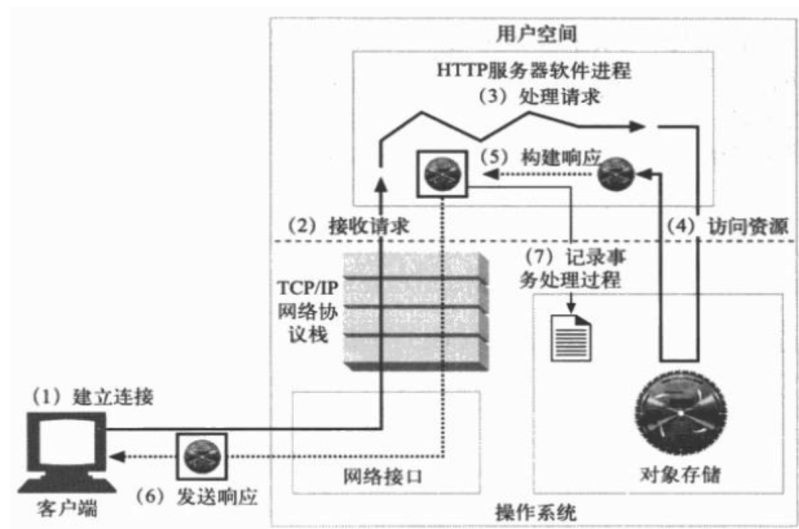 用户空间
HTTP服务器软件进程
（3）处理请求
（5）构建响应
（2）接收请求
（4）访问资源
TCP/IP
网络协
议栈
（7）记录事
务处理过程
（1）建立连接
网络接口
对象存储
（6）发送响应
客户端
操作系统